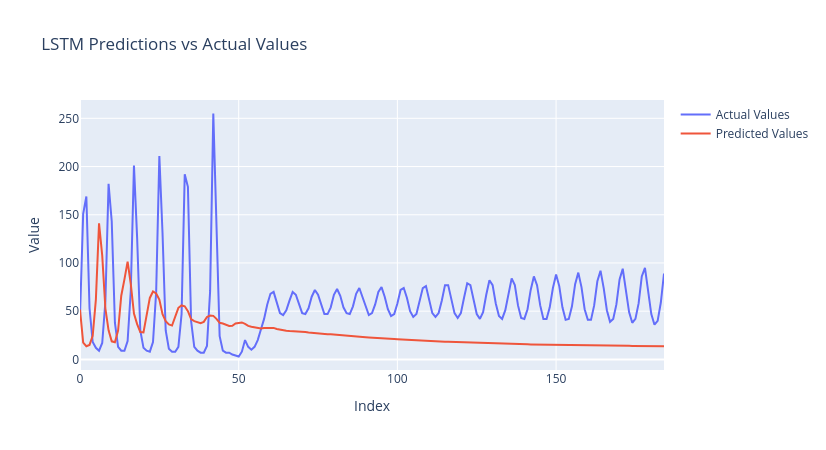 LSTM Predictions vs Actual Values
250
200
150
100
50
0
0 50 100 150
Value
Index
Actual Values
Predicted Values